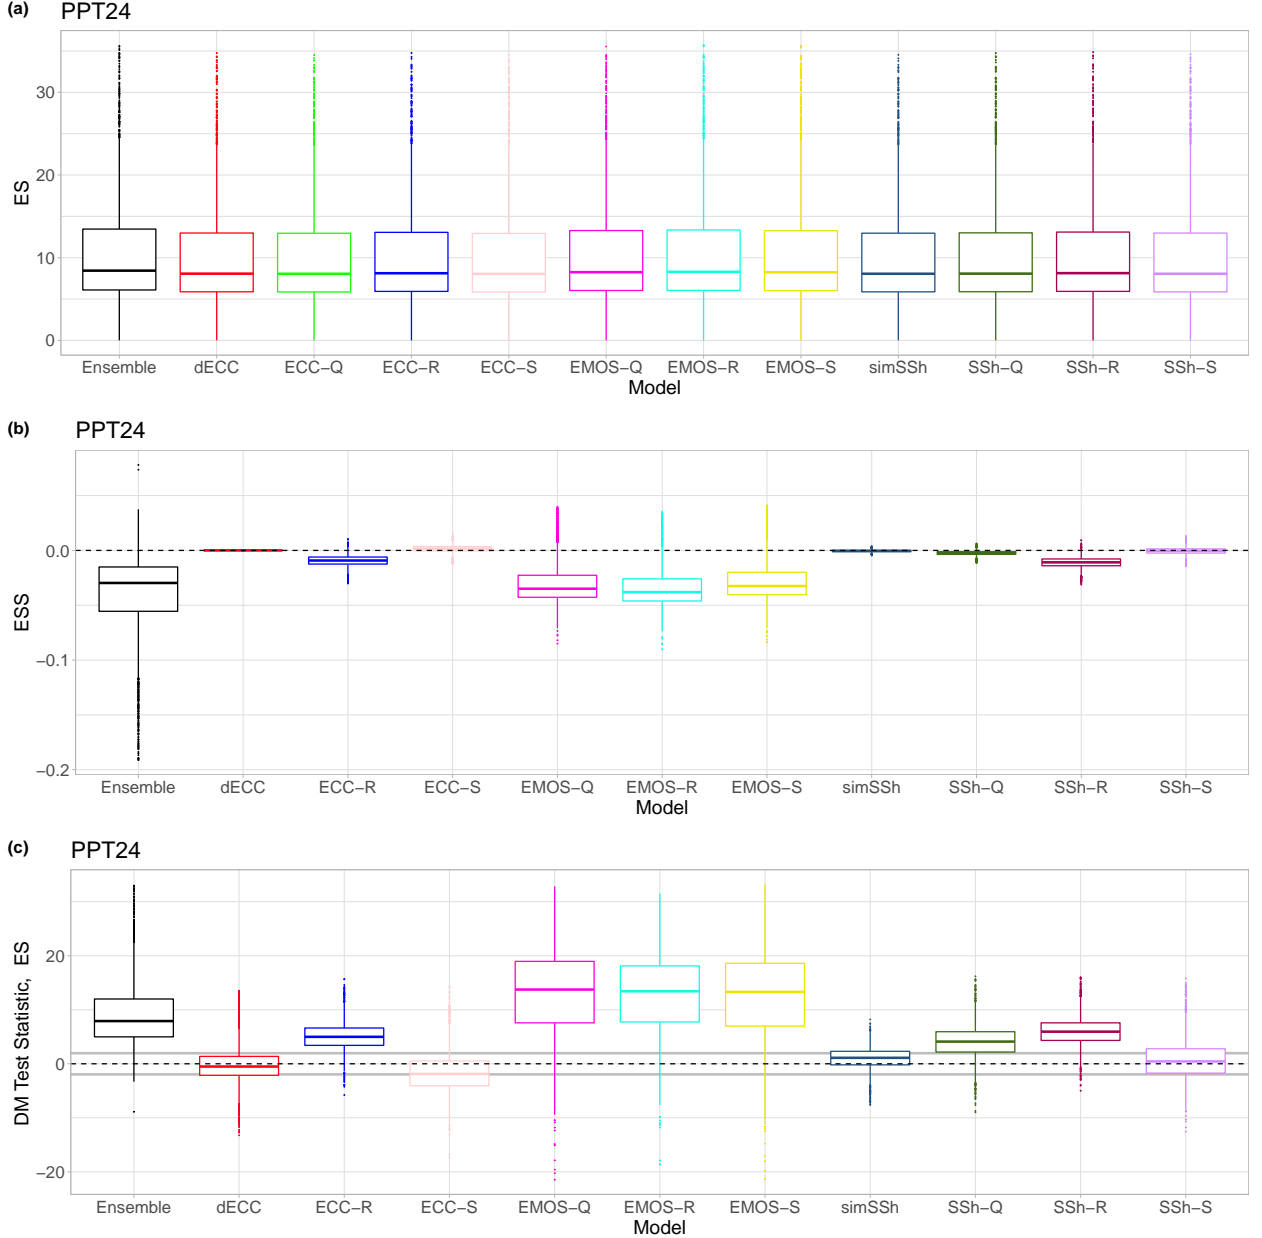 (a) PPT24
30
20
10
0
ES
Ensemble dECC ECC−Q ECC−R ECC−S EMOS−Q EMOS−R EMOS−S simSSh SSh−Q SSh−R SSh−S
Model
(b) PPT24
0.0
−0.1
−0.2
ESS
Ensemble dECC ECC−R ECC−S EMOS−Q EMOS−R EMOS−S simSSh SSh−Q SSh−R SSh−S
Model
(c) PPT24
20
0
−20
DM Test Statistic, ES
Ensemble dECC ECC−R ECC−S EMOS−Q EMOS−R EMOS−S simSSh SSh−Q SSh−R SSh−S
Model